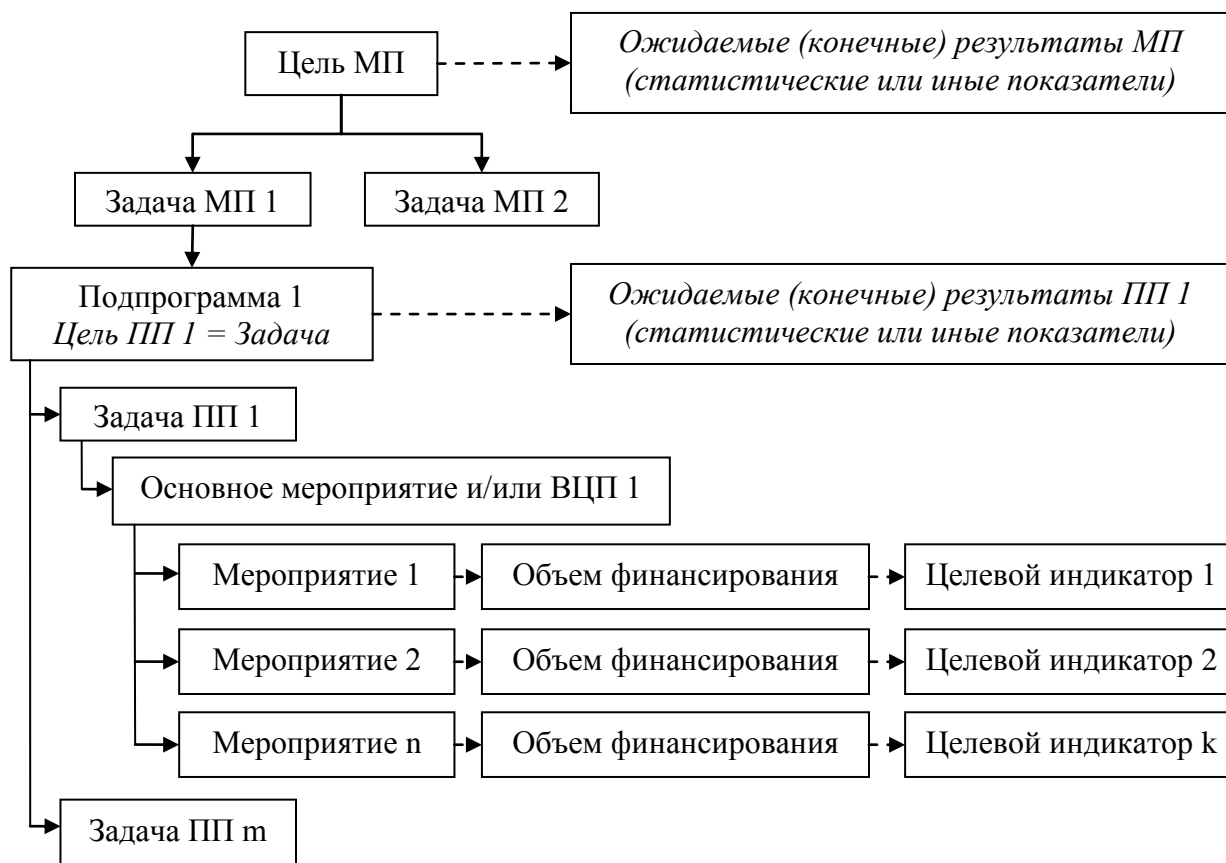 Цель МП
Ожидаемые (конечные) результаты МП
(статистические или иные показатели)
Задача МП 1
Задача МП 2
Подпрограмма 1
Цель ПП 1 = Задача
Ожидаемые (конечные) результаты ПП 1
(статистические или иные показатели)
Задача ПП 1
Основное мероприятие и/или ВЦП 1
Мероприятие 1
Объем финансирования
Целевой индикатор 1
Мероприятие 2
Объем финансирования
Целевой индикатор 2
Мероприятие n
Объем финансирования
Целевой индикатор k
Задача ПП m